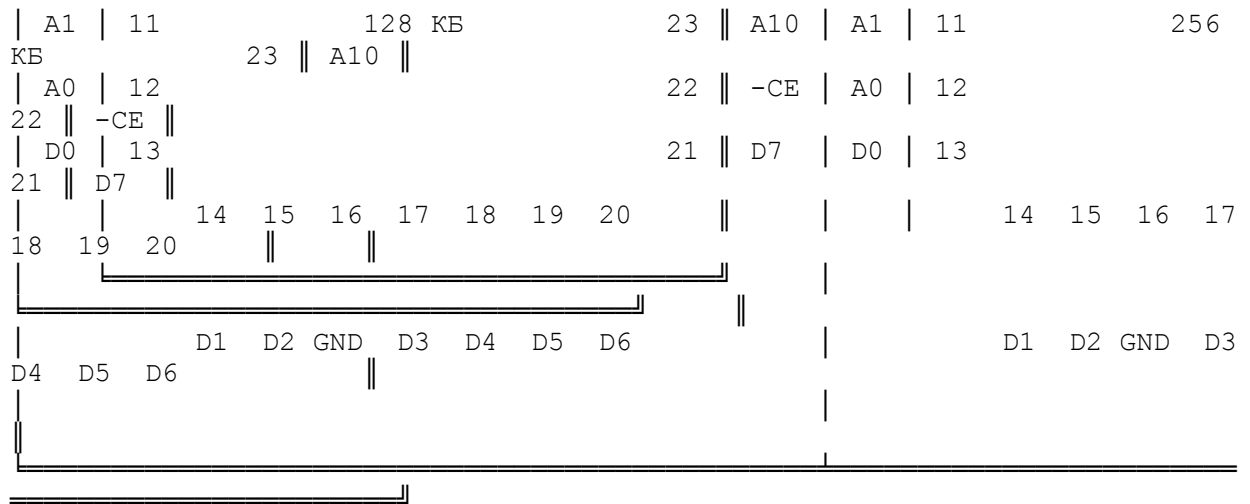 │ A1 │ 11 128 КБ 23 ║ A10 │ A1 │ 11 256
КБ 23 ║ A10 ║
│ A0 │ 12 22 ║ -CE │ A0 │ 12
22 ║ -CE ║
│ D0 │ 13 21 ║ D7 │ D0 │ 13
21 ║ D7 ║
│ │ 14 15 16 17 18 19 20 ║ │ │ 14 15 16 17
18 19 20 ║ ║
│ D1 D2 GND D3 D4 D5 D6 │ D1 D2 GND D3
D4 D5 D6 ║